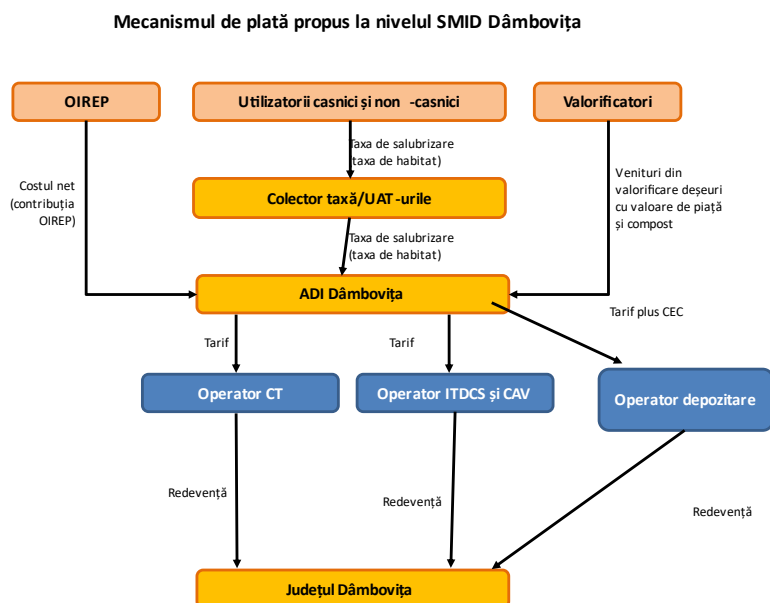 Mecanismul de plată propus la nivelul SMID Dâmbovița
OIREP
Utilizatorii casnici și non -casnici
Valorificatori
Taxa de salubrizare
(taxa de habitat)
Costul net
(contribuția
OIREP)
Venituri din
valorificare deșeuri
cu valoare de piață
și compost
Colector taxă/UAT -urile
Taxa de salubrizare
(taxa de habitat)
ADI Dâmbovița
Tarif plus CEC
Tarif
Tarif
Operator CT
Operator ITDCS și CAV
Operator depozitare
Redevență
Redevență
Redevență
Județul Dâmbovița